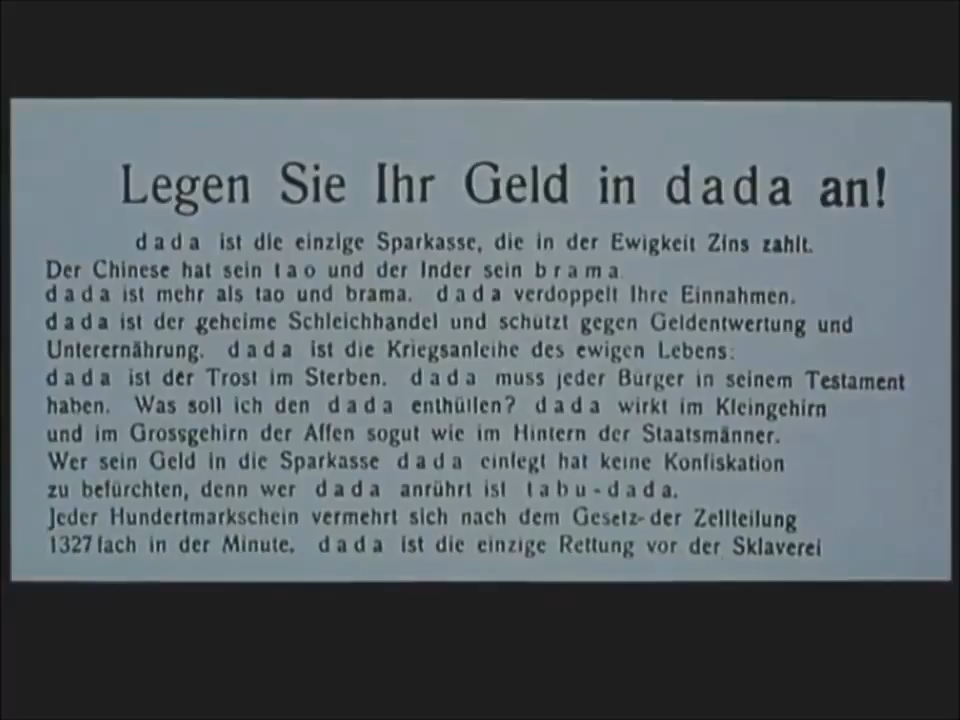 Legen Sie Ihr Geld in dada an!
dada ist die einzige Sparkasse, die in der Ewigkeit Zins zahlt.
Der Chinese hat sein tao und der Inder sein brama.
dada ist mehr als tao und brama. dada verdoppelt Ihre Einnahmen.
dada ist der geheime Schleichhandel und schützt gegen Geldentwertung und
Unterernährung. dada ist die Kriegsanleihe des ewigen Lebens:
dada ist der Trost im Sterben. dada muss jeder Bürger in seinem Testament
haben. Was soll ich den dada enthüllen? dada wirkt im Kleingehirn
und im Grossgehirn der Affen sogut wie im Hintern der Staatsmänner.
Wer sein Geld in die Sparkasse dada einlegt hat keine Konfiskation
zu befürchten, denn wer dada anrührt ist tabu-dada.
Jeder Hundertmarkschein vermehrt sich nach dem Gesetz der Zellteilung
1327fach in der Minute. dada ist die einzige Rettung vor der Sklaverei